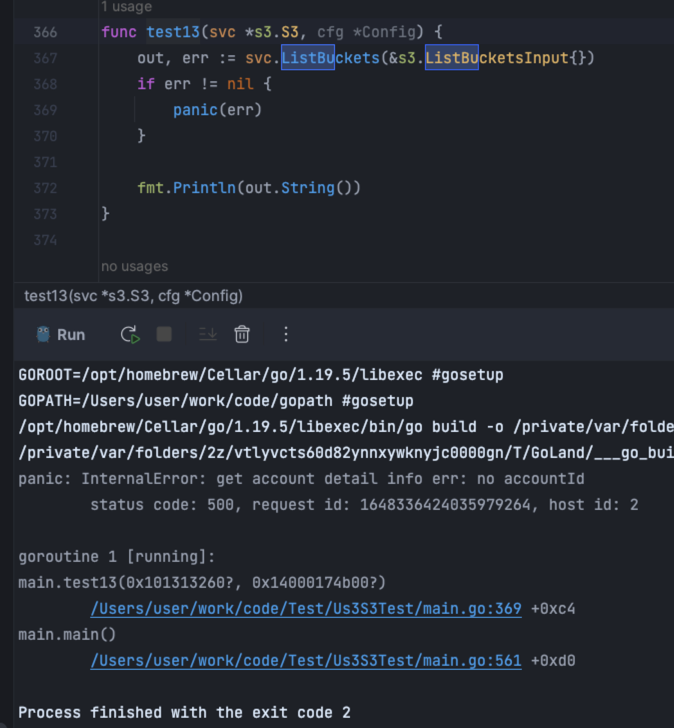 1 usage
366 func test13(svc *s3.S3, cfg *Config) {
367 out, err := svc.ListBuckets(&s3.ListBucketsInput{})
368 if err != nil {
369 panic(err)
370 }
371
372 fmt.Println(out.String())
373 }
374
no usages
test13(svc *s3.S3, cfg *Config)
Run
GOROOT=/opt/homebrew/Cellar/go/1.19.5/libexec #gosetup
GOPATH=/Users/user/work/code/gopath #gosetup
/opt/homebrew/Cellar/go/1.19.5/libexec/bin/go build -o /private/var/folde
/private/var/folders/2z/vtlyvcts60d82ynnxywknyjc0000gn/T/GoLand/___go_bui
panic: InternalError: get account detail info err: no accountId
status code: 500, request id: 1648336424035979264, host id: 2
goroutine 1 [running]:
main.test13(0x101313260?, 0x14000174b00?)
/Users/user/work/code/Test/Us3S3Test/main.go:369 +0xc4
main.main()
/Users/user/work/code/Test/Us3S3Test/main.go:561 +0xd0
Process finished with the exit code 2